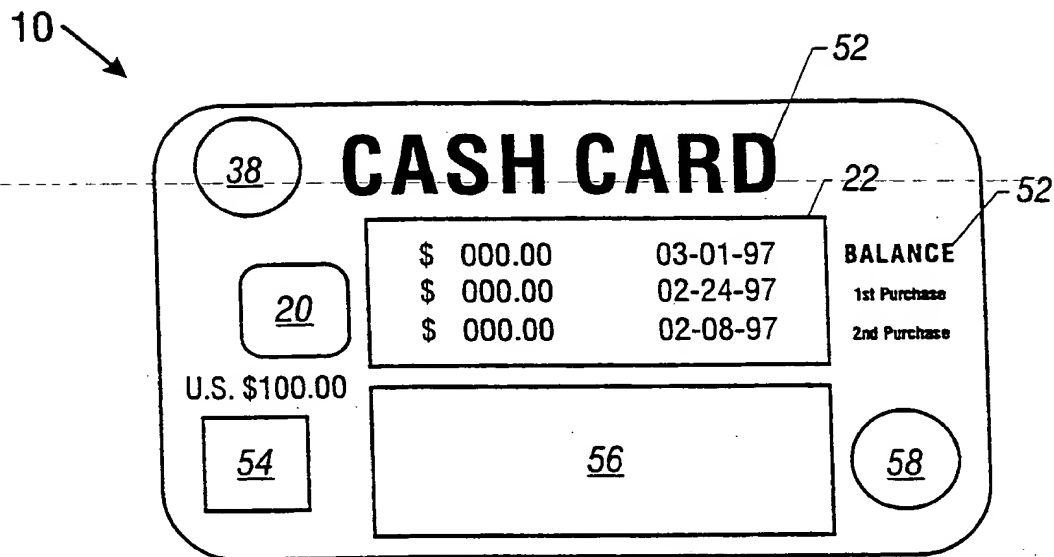 10
52
38 CASH CARD
22
52
$ 000.00 03-01-97 BALANCE
$ 000.00 02-24-97 1st Purchase
20
$ 000.00 02-08-97 2nd Purchase
U.S. $100.00
54 56 58